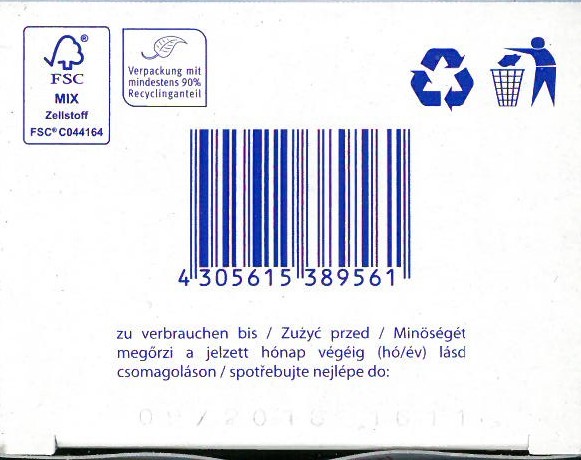 FSC®
MIX
Zellstoff
FSC® C044164
Verpackung mit
mindestens 90%
Recyclinganteil
4 305615 389561
zu verbrauchen bis / Zużyć przed / Minöségét
megőrzi a jelzett hónap végéig (hó/év) lásd
csomagoláson / spotřebujte nejlépe do: